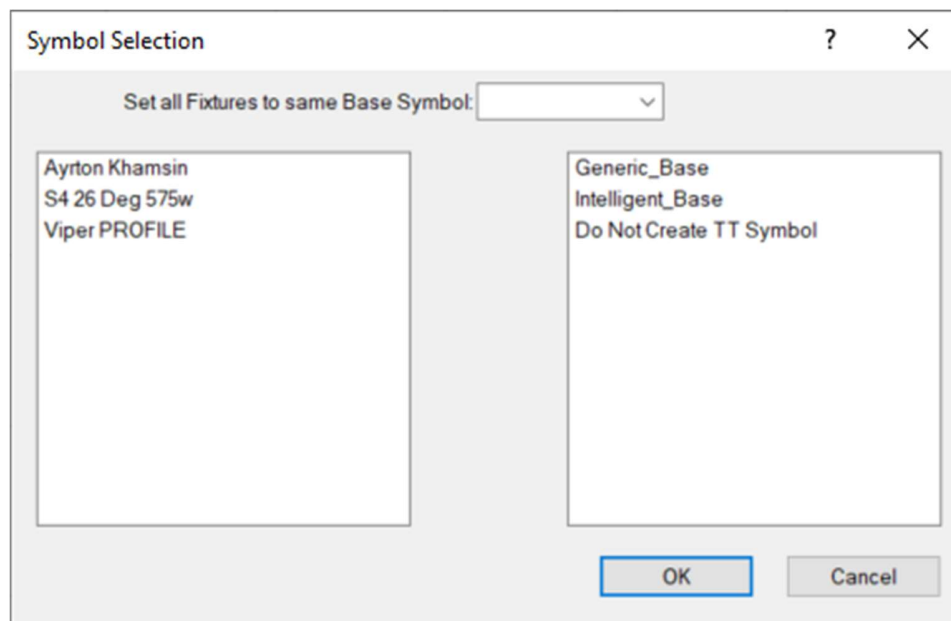 Symbol Selection
?
Set all Fixtures to same Base Symbol:
Ayrton Khamsin
S4 26 Deg 575w
Viper PROFILE
Generic_Base
Intelligent_Base
Do Not Create TT Symbol
OK
Cancel